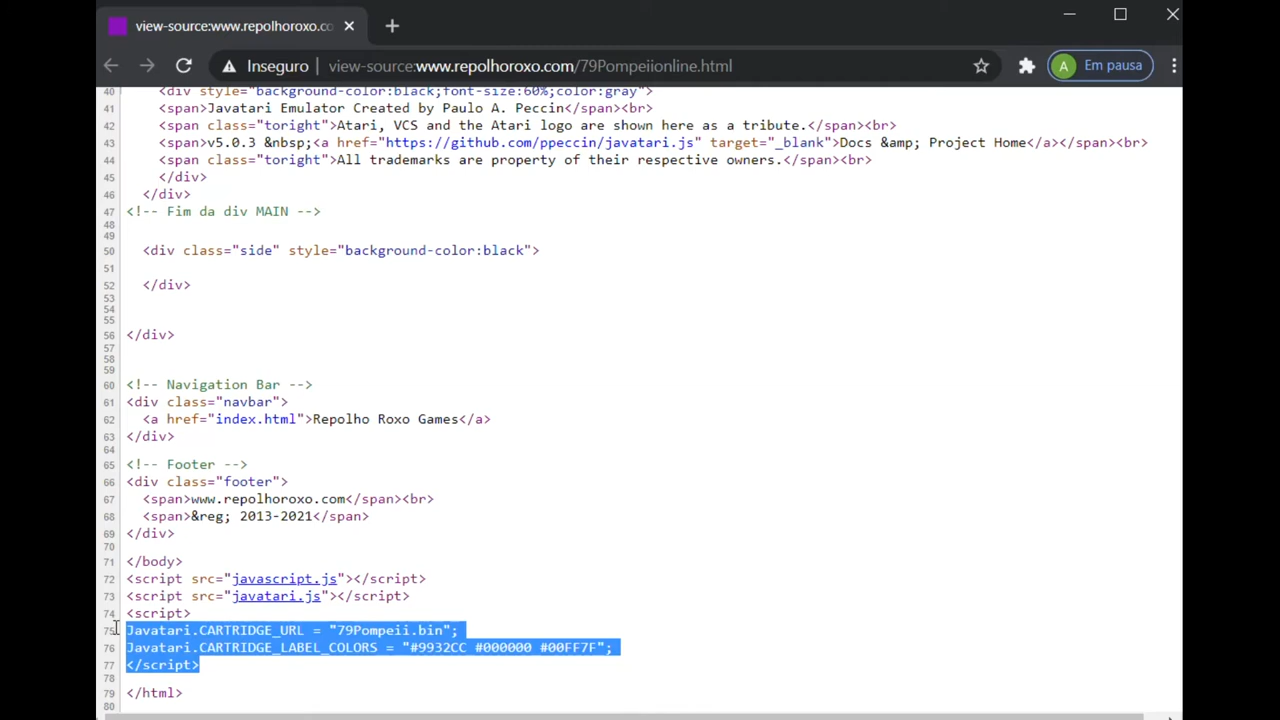 view-source:www.repolhoroxo.co
Inseguro | view-source:www.repolhoroxo.com/79Pompeiionline.html
A Em pausa
40 <div style="background-color:black;font-size:60%;color:gray">
41 <span>Javatari Emulator Created by Paulo A. Peccin</span><br>
42 <span class="toright">Atari, VCS and the Atari logo are shown here as a tribute.</span><br>
43 <span>v5.0.3 &nbsp;<a href="https://github.com/ppeccin/javatari.js" target="_blank">Docs &amp; Project Home</a></span><br>
44 <span class="toright">All trademarks are property of their respective owners.</span><br>
45 </div>
46 </div>
47 <!-- Fim da div MAIN -->
48
49
50 <div class="side" style="background-color:black">
51
52 </div>
53
54
55
56 </div>
57
58
59
60 <!-- Navigation Bar -->
61 <div class="navbar">
62 <a href="index.html">Repolho Roxo Games</a>
63 </div>
64
65 <!-- Footer -->
66 <div class="footer">
67 <span>www.repolhoroxo.com</span><br>
68 <span>&reg; 2013-2021</span>
69 </div>
70
71 </body>
72 <script src="javascript.js"></script>
73 <script src="javatari.js"></script>
74 <script>
75 Javatari.CARTRIDGE_URL = "79Pompeii.bin";
76 Javatari.CARTRIDGE_LABEL_COLORS = "#9932CC #000000 #00FF7F";
77 </script>
78
79 </html>
80